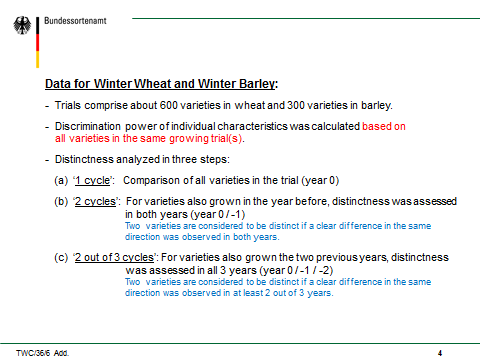 Bundessortenamt
Data for Winter Wheat and Winter Barley:
- Trials comprise about 600 varieties in wheat and 300 varieties in barley.
- Discrimination power of individual characteristics was calculated based on
all varieties in the same growing trial(s).
- Distinctness analyzed in three steps:
(a) ‘1 cycle’: Comparison of all varieties in the trial (year 0)
(b) ‘2 cycles’: For varieties also grown in the year before, distinctness was assessed
in both years (year 0 / -1)
Two varieties are considered to be distinct if a clear difference in the same
direction was observed in both years.
(c) ‘2 out of 3 cycles’: For varieties also grown the two previous years, distinctness
was assessed in all 3 years (year 0 / -1 / -2)
Two varieties are considered to be distinct if a clear difference in the same
direction was observed in at least 2 out of 3 years.
TWC/36/6 Add.
4